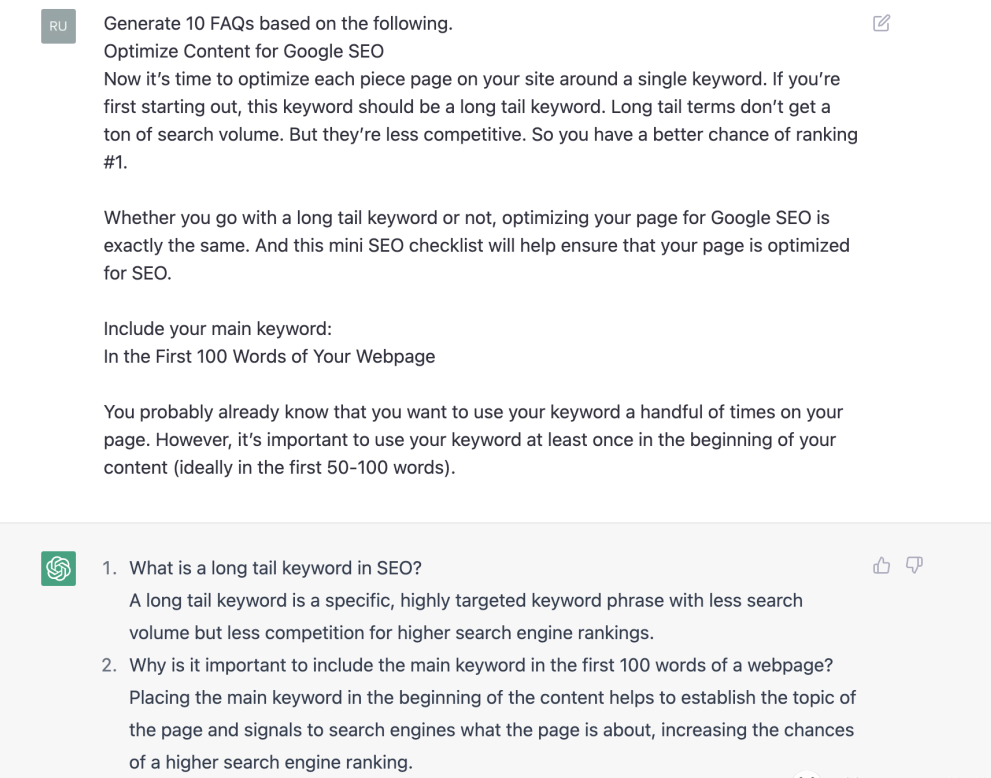 RU
Generate 10 FAQs based on the following.
Optimize Content for Google SEO
Now it’s time to optimize each piece page on your site around a single keyword. If you’re
first starting out, this keyword should be a long tail keyword. Long tail terms don’t get a
ton of search volume. But they’re less competitive. So you have a better chance of ranking
#1.
Whether you go with a long tail keyword or not, optimizing your page for Google SEO is
exactly the same. And this mini SEO checklist will help ensure that your page is optimized
for SEO.
Include your main keyword:
In the First 100 Words of Your Webpage
You probably already know that you want to use your keyword a handful of times on your
page. However, it’s important to use your keyword at least once in the beginning of your
content (ideally in the first 50-100 words).
1. What is a long tail keyword in SEO?
A long tail keyword is a specific, highly targeted keyword phrase with less search
volume but less competition for higher search engine rankings.
2. Why is it important to include the main keyword in the first 100 words of a webpage?
Placing the main keyword in the beginning of the content helps to establish the topic of
the page and signals to search engines what the page is about, increasing the chances
of a higher search engine ranking.